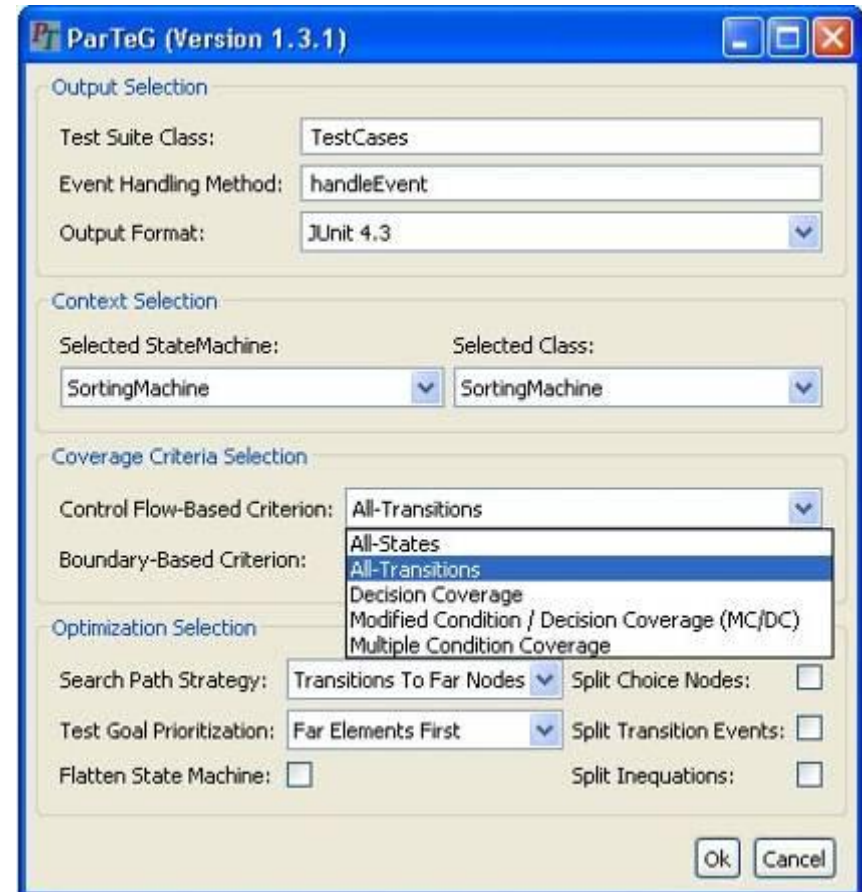 PT ParTeG (Version 1.3.1)
Output Selection
Test Suite Class: TestCases
Event Handling Method: handleEvent
Output Format: JUnit 4.3
Context Selection
Selected StateMachine: Selected Class:
SortingMachine SortingMachine
Coverage Criteria Selection
Control Flow-Based Criterion: All-Transitions
All-States
Boundary-Based Criterion: All-Transitions
Decision Coverage
Modified Condition / Decision Coverage (MC/DC)
Optimization Selection Multiple Condition Coverage
Search Path Strategy: Transitions To Far Nodes Split Choice Nodes:
Test Goal Prioritization: Far Elements First Split Transition Events:
Flatten State Machine: Split Inequations:
Ok Cancel